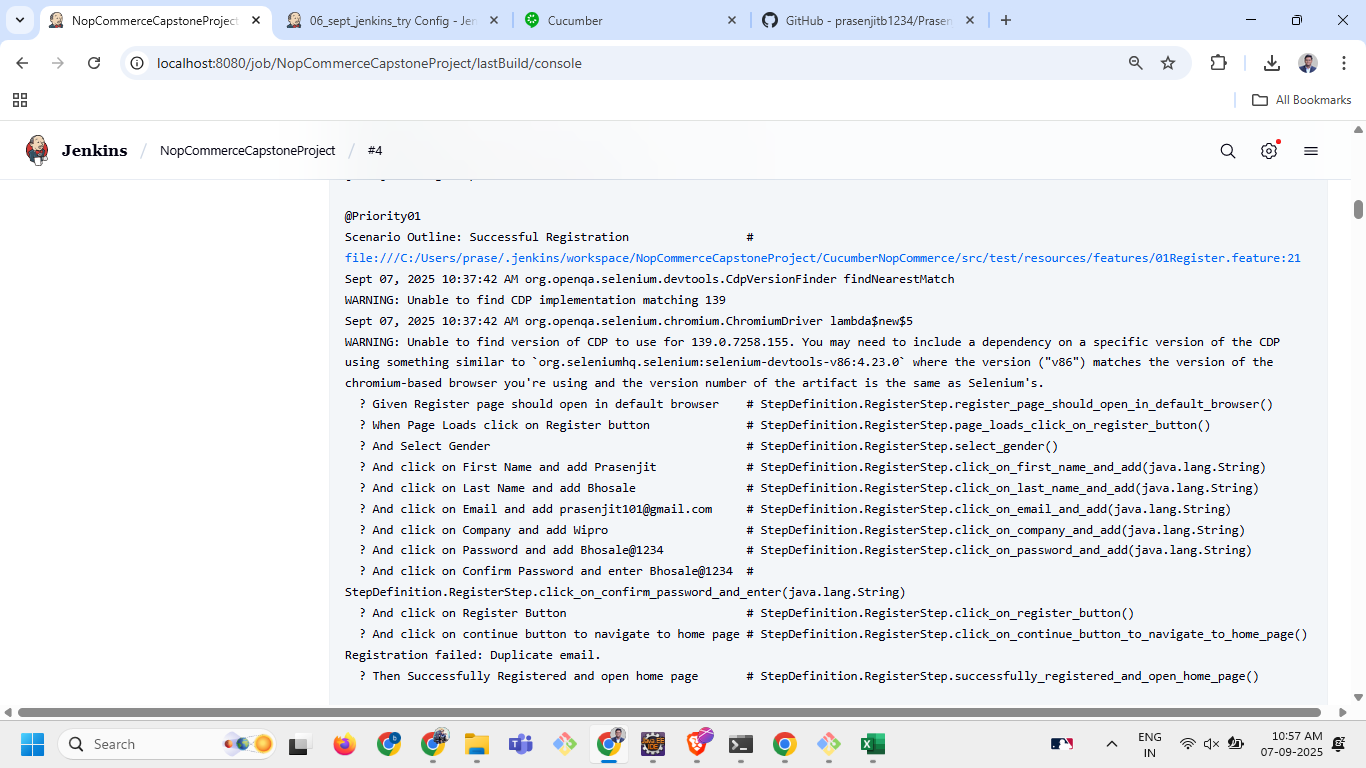 NopCommerceCapstoneProject
06_sept_jenkins_try Config - Jen
Cucumber
GitHub - prasenjitb1234/Prasen
localhost:8080/job/NopCommerceCapstoneProject/lastBuild/console
All Bookmarks
Jenkins / NopCommerceCapstoneProject / #4
@Priority01
Scenario Outline: Successful Registration #
file:///C:/Users/prase/.jenkins/workspace/NopCommerceCapstoneProject/CucumberNopCommerce/src/test/resources/features/01Register.feature:21
Sept 07, 2025 10:37:42 AM org.openqa.selenium.devtools.CdpVersionFinder findNearestMatch
WARNING: Unable to find CDP implementation matching 139
Sept 07, 2025 10:37:42 AM org.openqa.selenium.chromium.ChromiumDriver lambda$new$5
WARNING: Unable to find version of CDP to use for 139.0.7258.155. You may need to include a dependency on a specific version of the CDP
using something similar to `org.seleniumhq.selenium:selenium-devtools-v86:4.23.0` where the version ("v86") matches the version of the
chromium-based browser you're using and the version number of the artifact is the same as Selenium's.
? Given Register page should open in default browser # StepDefinition.RegisterStep.register_page_should_open_in_default_browser()
? When Page Loads click on Register button # StepDefinition.RegisterStep.page_loads_click_on_register_button()
? And Select Gender # StepDefinition.RegisterStep.select_gender()
? And click on First Name and add Prasenjit # StepDefinition.RegisterStep.click_on_first_name_and_add(java.lang.String)
? And click on Last Name and add Bhosale # StepDefinition.RegisterStep.click_on_last_name_and_add(java.lang.String)
? And click on Email and add prasenjit101@gmail.com # StepDefinition.RegisterStep.click_on_email_and_add(java.lang.String)
? And click on Company and add Wipro # StepDefinition.RegisterStep.click_on_company_and_add(java.lang.String)
? And click on Password and add Bhosale@1234 # StepDefinition.RegisterStep.click_on_password_and_add(java.lang.String)
? And click on Confirm Password and enter Bhosale@1234 #
StepDefinition.RegisterStep.click_on_confirm_password_and_enter(java.lang.String)
? And click on Register Button # StepDefinition.RegisterStep.click_on_register_button()
? And click on continue button to navigate to home page # StepDefinition.RegisterStep.click_on_continue_button_to_navigate_to_home_page()
Registration failed: Duplicate email.
? Then Successfully Registered and open home page # StepDefinition.RegisterStep.successfully_registered_and_open_home_page()
Search
ENG
IN
10:57 AM
07-09-2025